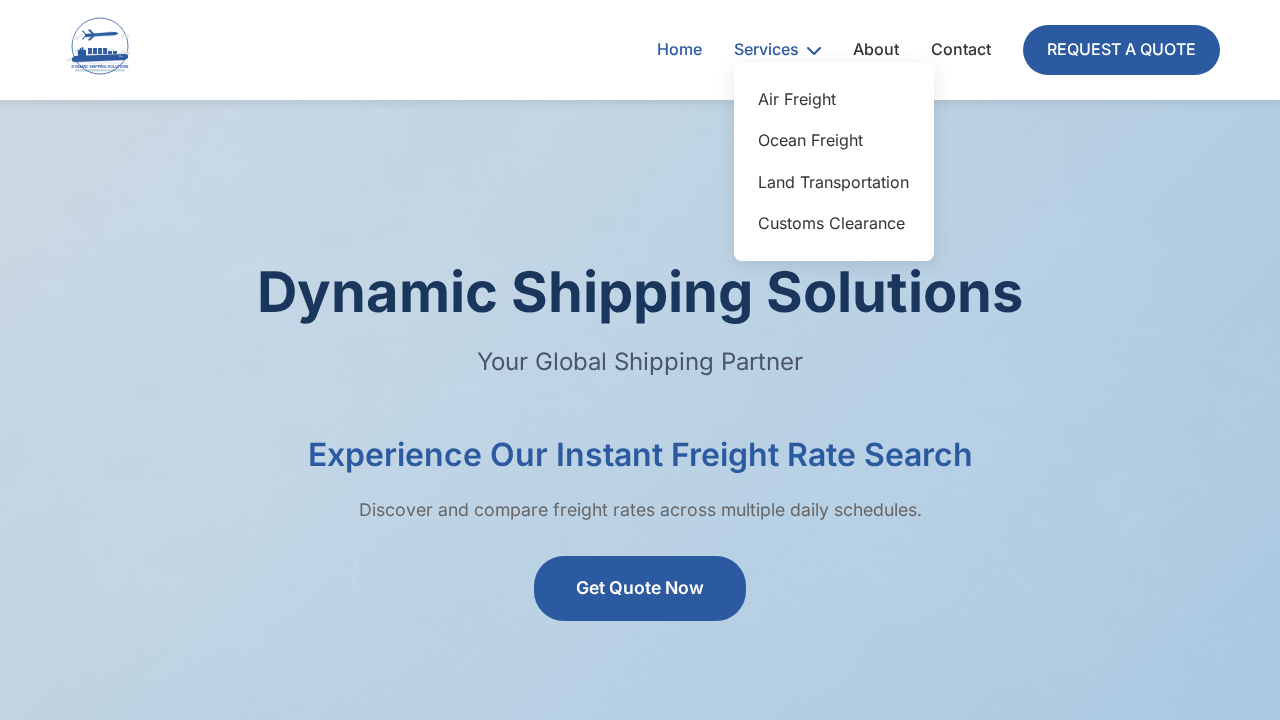 DYNAMIC SHIPPING SOLUTIONS
Home
Services
About
Contact
REQUEST A QUOTE
Air Freight
Ocean Freight
Land Transportation
Customs Clearance
Dynamic Shipping Solutions
Your Global Shipping Partner
Experience Our Instant Freight Rate Search
Discover and compare freight rates across multiple daily schedules.
Get Quote Now